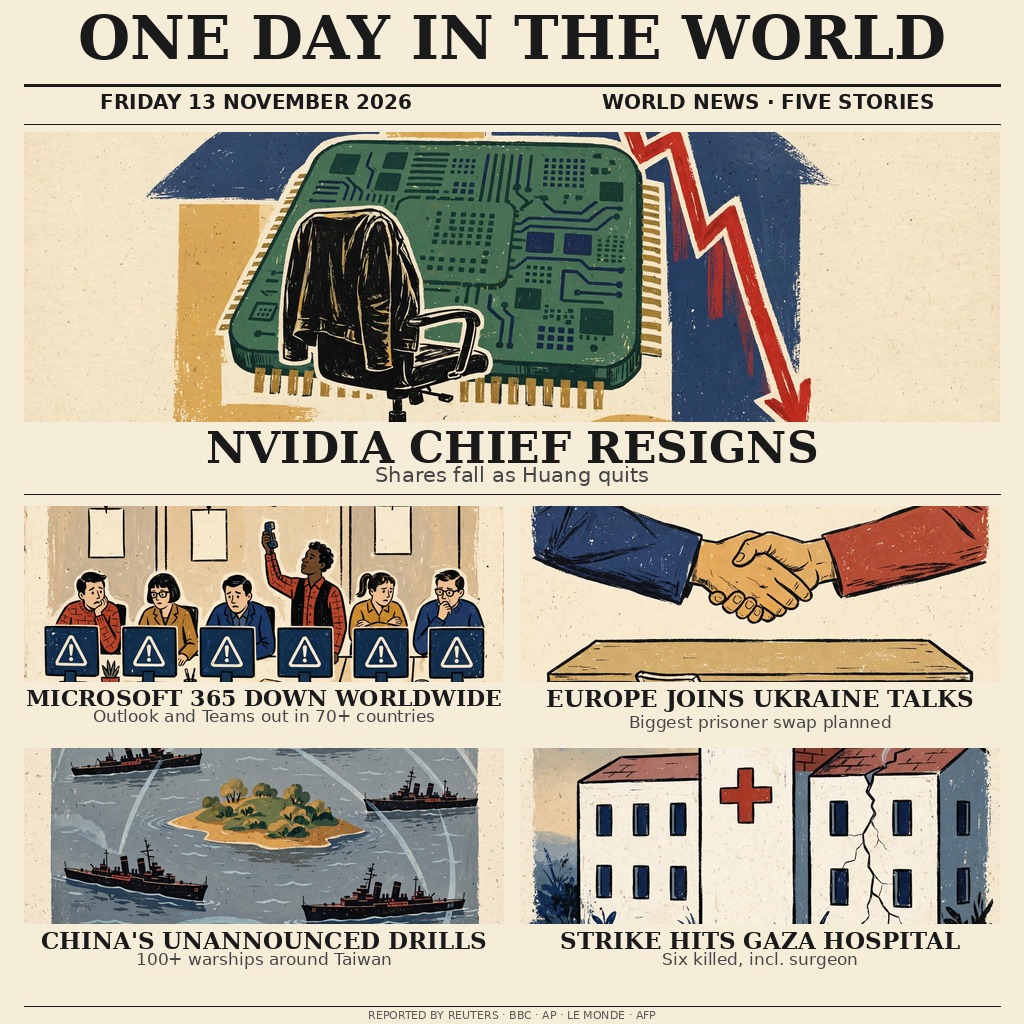 ONE DAY IN THE WORLD
FRIDAY 13 NOVEMBER 2026
WORLD NEWS · FIVE STORIES
NVIDIA CHIEF RESIGNS
Shares fall as Huang quits
MICROSOFT 365 DOWN WORLDWIDE
Outlook and Teams out in 70+ countries
EUROPE JOINS UKRAINE TALKS
Biggest prisoner swap planned
CHINA'S UNANNOUNCED DRILLS
100+ warships around Taiwan
STRIKE HITS GAZA HOSPITAL
Six killed, incl. surgeon
REPORTED BY REUTERS · BBC · AP · LE MONDE · AFP